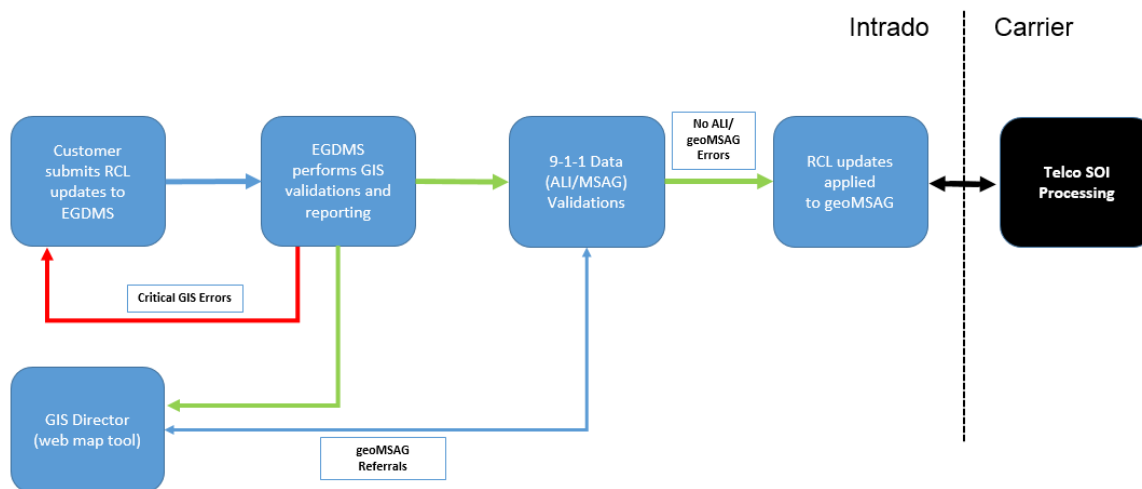 Intrado
Carrier
Customer
submits RCL
updates to
EGDMS
EGDMS
performs GIS
validations and
reporting
9-1-1 Data
(ALI/MSAG)
Validations
No ALI/
geoMSAG
Errors
RCL updates
applied
to geoMSAG
Telco SOI
Processing
Critical GIS Errors
GIS Director
(web map tool)
geoMSAG
Referrals